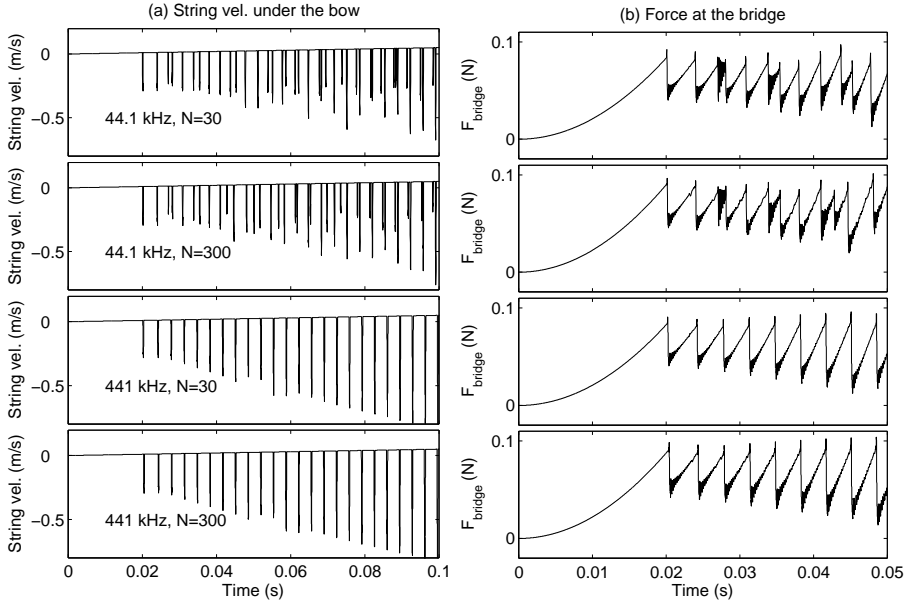 (a) String vel. under the bow
(b) Force at the bridge
String vel. (m/s)
0
−0.5
44.1 kHz, N=30
F_bridge (N)
0.1
0
String vel. (m/s)
0
−0.5
44.1 kHz, N=300
F_bridge (N)
0.1
0
String vel. (m/s)
0
−0.5
441 kHz, N=30
F_bridge (N)
0.1
0
String vel. (m/s)
0
−0.5
441 kHz, N=300
F_bridge (N)
0.1
0
0 0.02 0.04 0.06 0.08 0.1
Time (s)
0 0.01 0.02 0.03 0.04 0.05
Time (s)